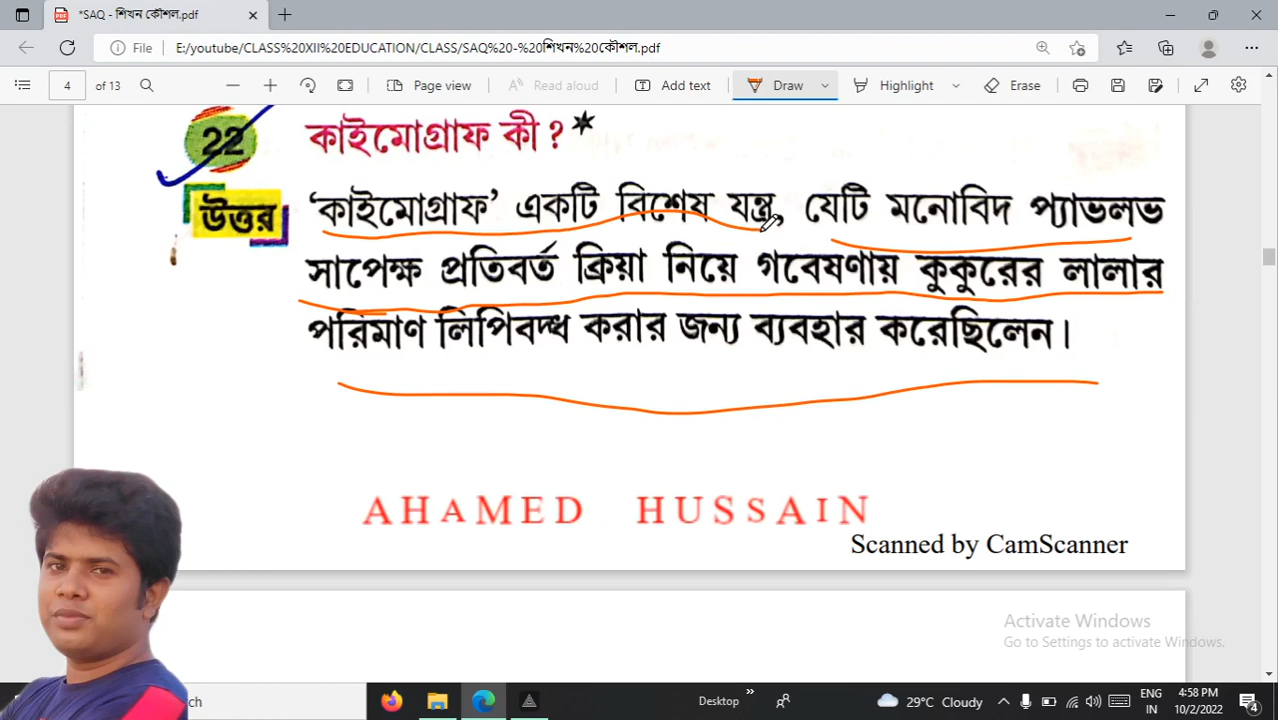 *SAQ - শিখন কৌশল.pdf
File E:/youtube/CLASS%20XII%20EDUCATION/CLASS/SAQ%20-%20শিখন%20কৌশল.pdf
4 of 13 Page view Read aloud Add text Draw Highlight Erase
22 কাইমোগ্রাফ কী ?*
উত্তর 'কাইমোগ্রাফ' একটি বিশেষ যন্ত্র, যেটি মনোবিদ প্যাভলভ
সাপেক্ষ প্রতিবর্ত ক্রিয়া নিয়ে গবেষণায় কুকুরের লালার
পরিমাণ লিপিবদ্ধ করার জন্য ব্যবহার করেছিলেন।
AHAMED HUSSAIN
Scanned by CamScanner
Activate Windows
Go to Settings to activate Windows.
rch Desktop 29°C Cloudy ENG 4:58 PM
IN 10/2/2022 4